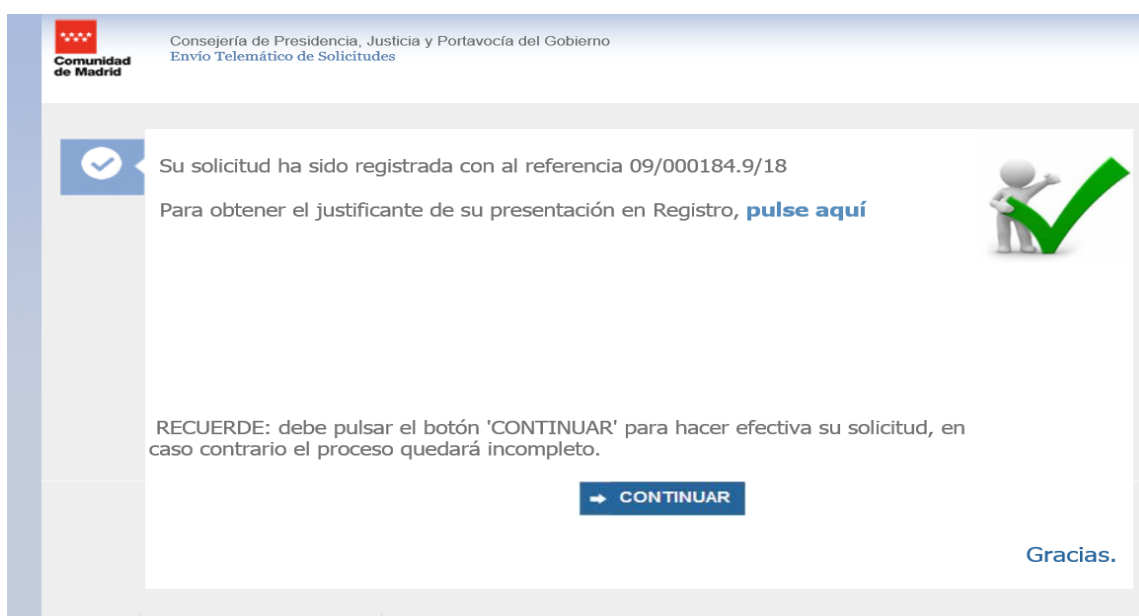 Comunidad
de Madrid
Consejería de Presidencia, Justicia y Portavocía del Gobierno
Envío Telemático de Solicitudes
Su solicitud ha sido registrada con al referencia 09/000184.9/18
Para obtener el justificante de su presentación en Registro, pulse aquí
RECUERDE: debe pulsar el botón 'CONTINUAR' para hacer efectiva su solicitud, en
caso contrario el proceso quedará incompleto.
CONTINUAR
Gracias.